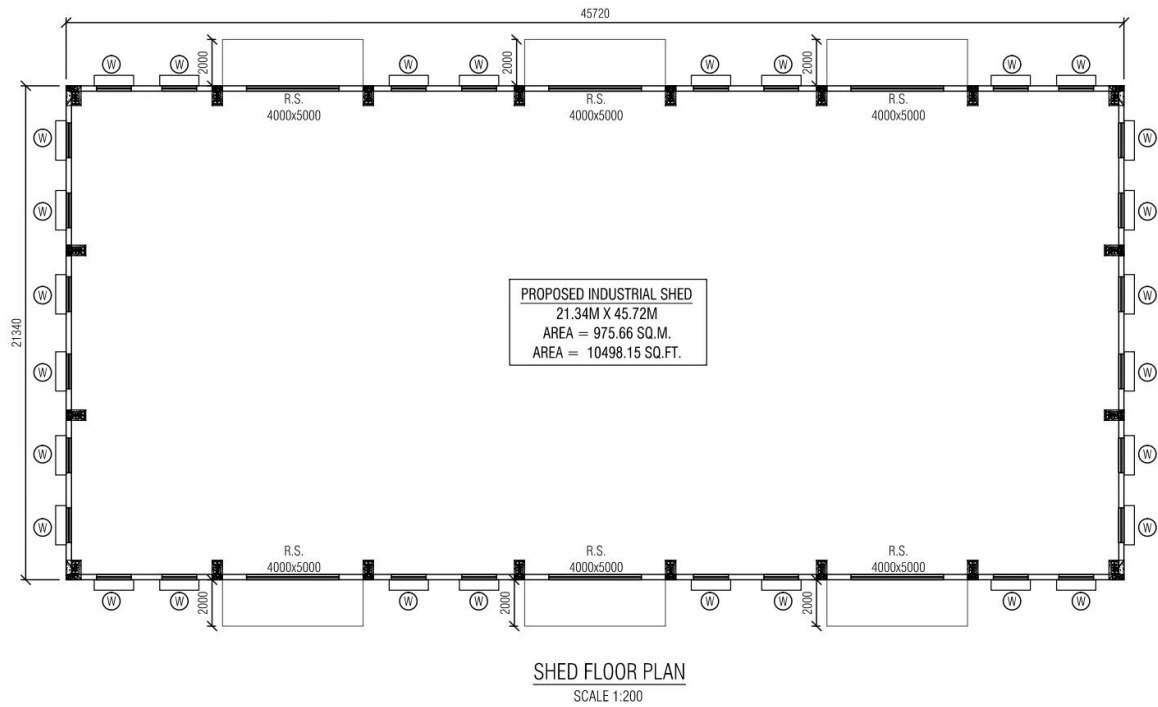 45720
2000
2000
2000
W W W W W W W W
R.S.
4000x5000
R.S.
4000x5000
R.S.
4000x5000
W W
W W
W W
W W
W W
W W
21340
PROPOSED INDUSTRIAL SHED
21.34M X 45.72M
AREA = 975.66 SQ.M.
AREA = 10498.15 SQ.FT.
R.S.
4000x5000
R.S.
4000x5000
R.S.
4000x5000
W W W W W W W W
2000
2000
2000
SHED FLOOR PLAN
SCALE 1:200